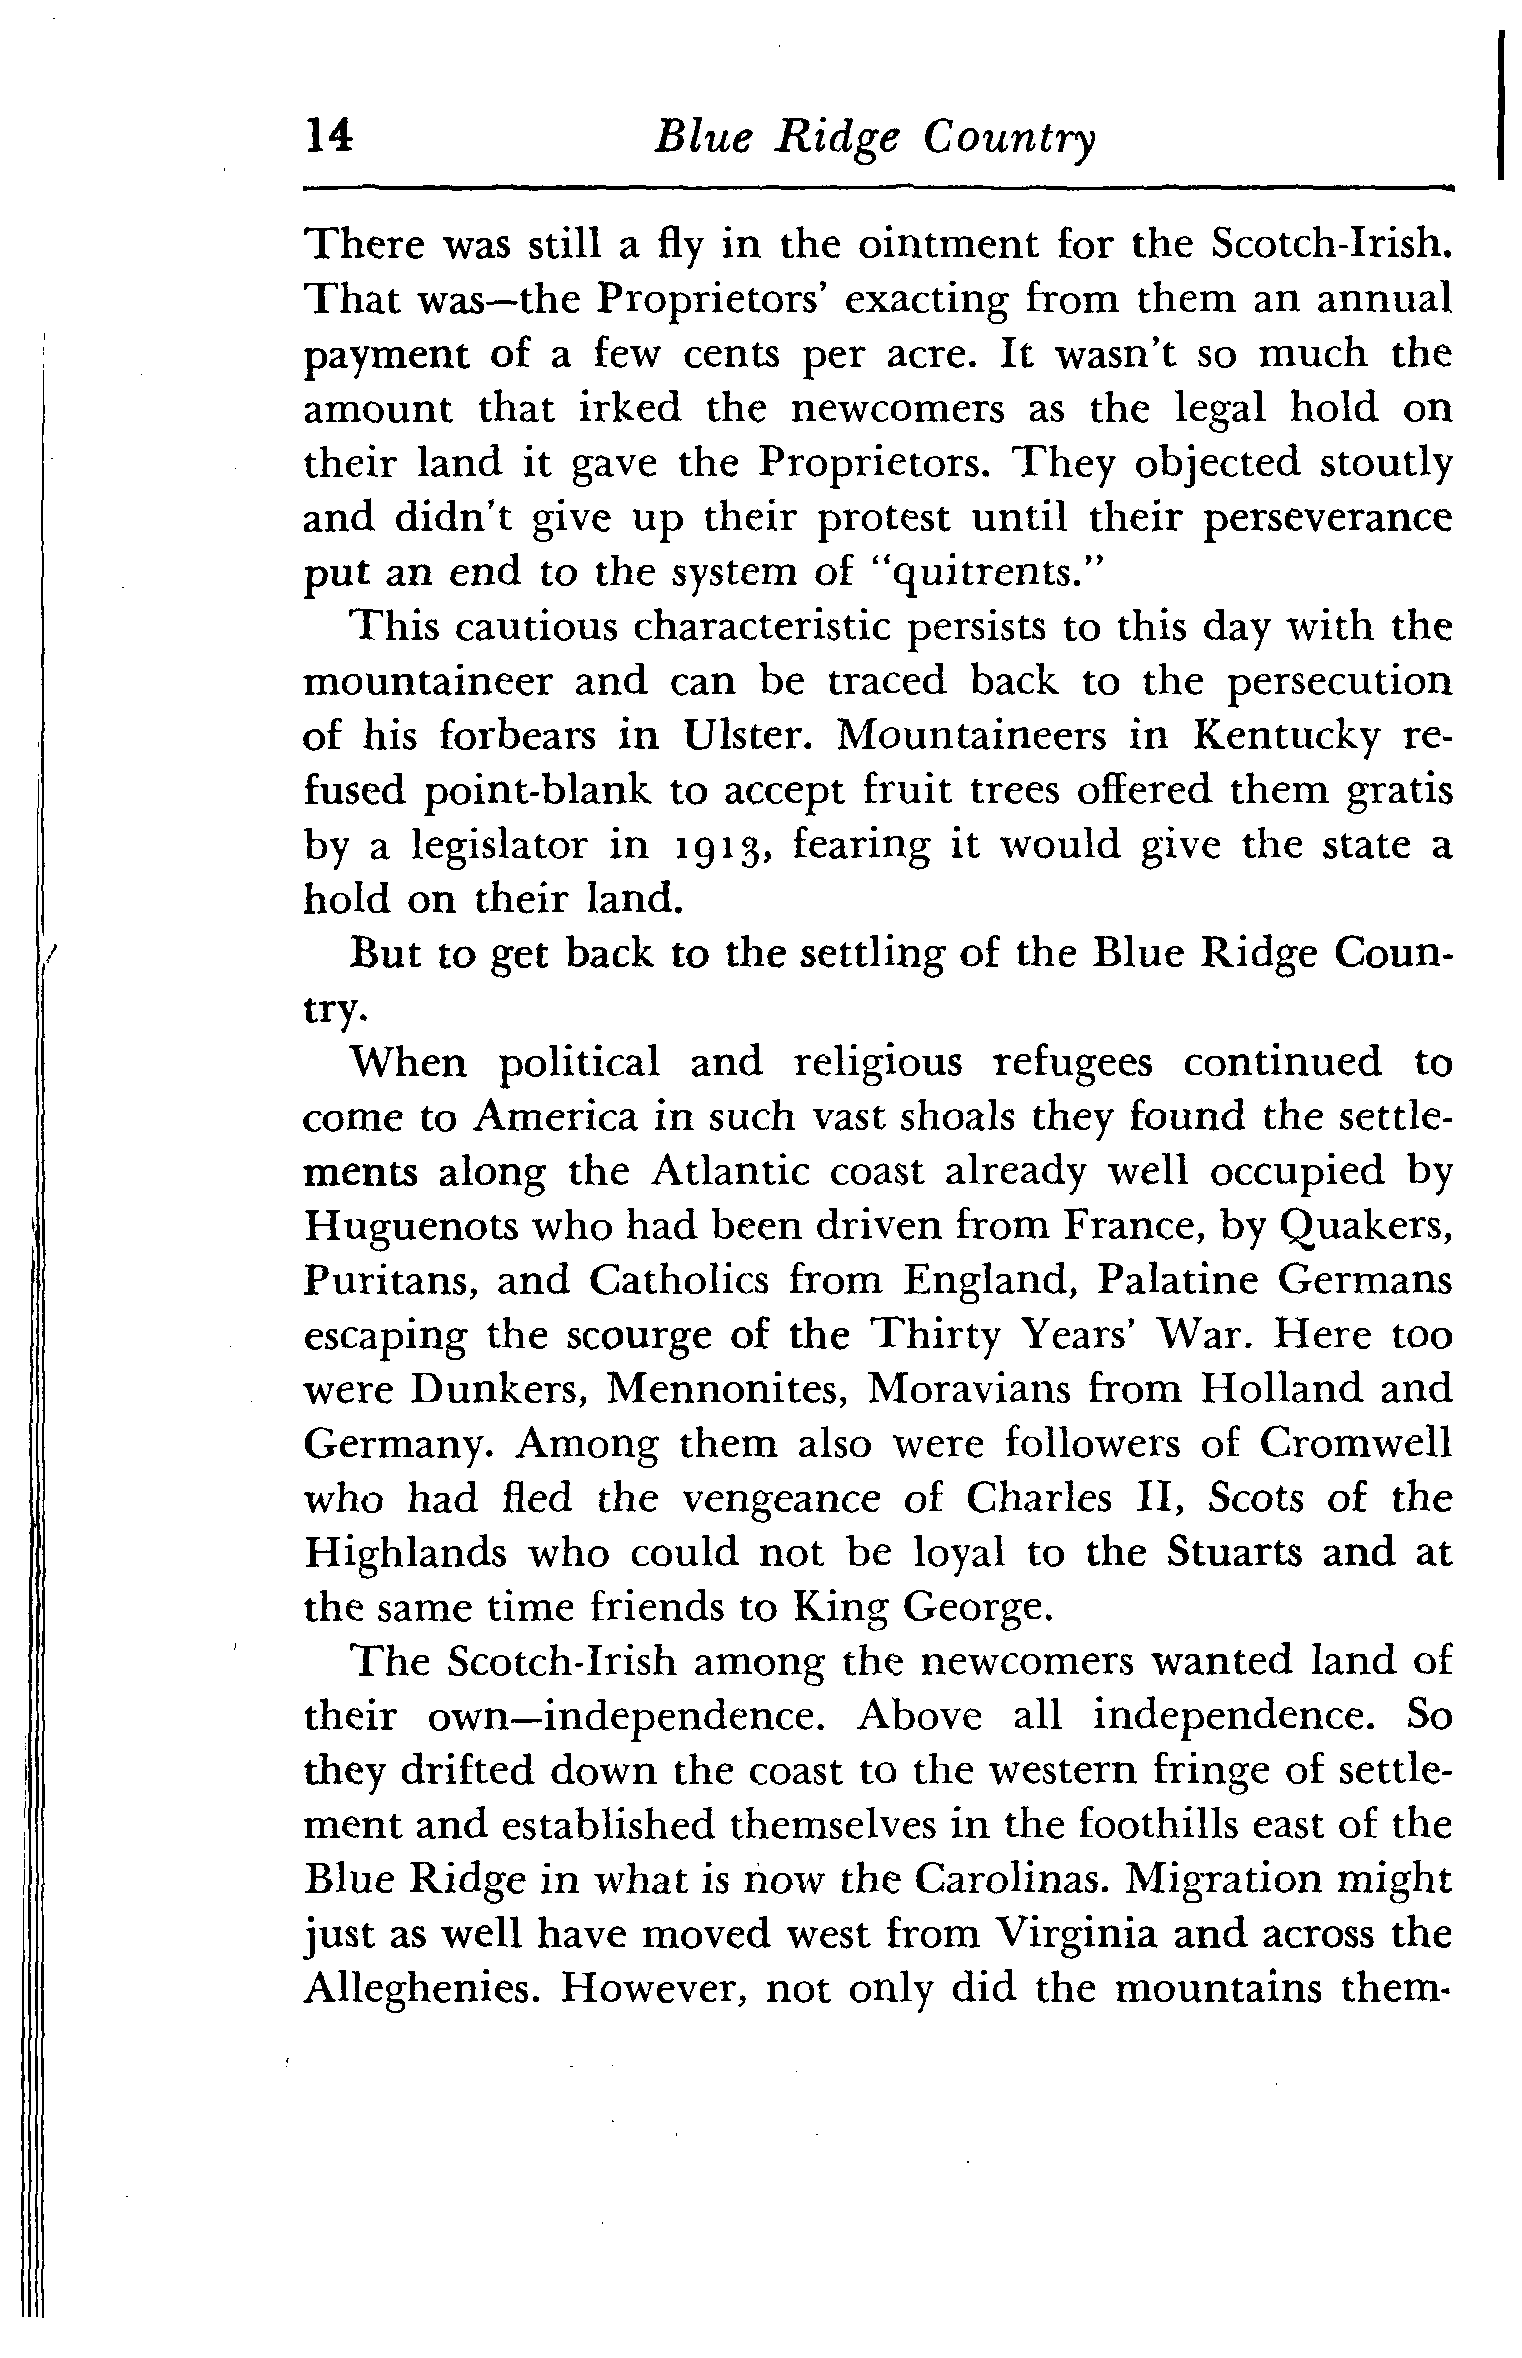 14 Blue Ridge Country
There was still a fly in the ointment for the Scotch-Irish.
That was—the Proprietors' exacting from them an annual
payment of a few cents per acre. It wasn't so much the
amount that irked the newcomers as the legal hold on
their land it gave the Proprietors. They objected stoutly
and didn't give up their protest until their perseverance
put an end to the system of "quitrents."
This cautious characteristic persists to this day with the
mountaineer and can be traced back to the persecution
of his forbears in Ulster. Mountaineers in Kentucky re-
fused point-blank to accept fruit trees offered them gratis
by a legislator in 1913, fearing it would give the state a
hold on their land.
But to get back to the settling of the Blue Ridge Coun-
try.
When political and religious refugees continued to
come to America in such vast shoals they found the settle-
ments along the Atlantic coast already well occupied by
Huguenots who had been driven from France, by Quakers,
Puritans, and Catholics from England, Palatine Germans
escaping the scourge of the Thirty Years' War. Here too
were Dunkers, Mennonites, Moravians from Holland and
Germany. Among them also were followers of Cromwell
who had fled the vengeance of Charles II, Scots of the
Highlands who could not be loyal to the Stuarts and at
the same time friends to King George.
The Scotch-Irish among the newcomers wanted land of
their own—independence. Above all independence. So
they drifted down the coast to the western fringe of settle-
ment and established themselves in the foothills east of the
Blue Ridge in what is now the Carolinas. Migration might
just as well have moved west from Virginia and across the
Alleghenies. However, not only did the mountains them-